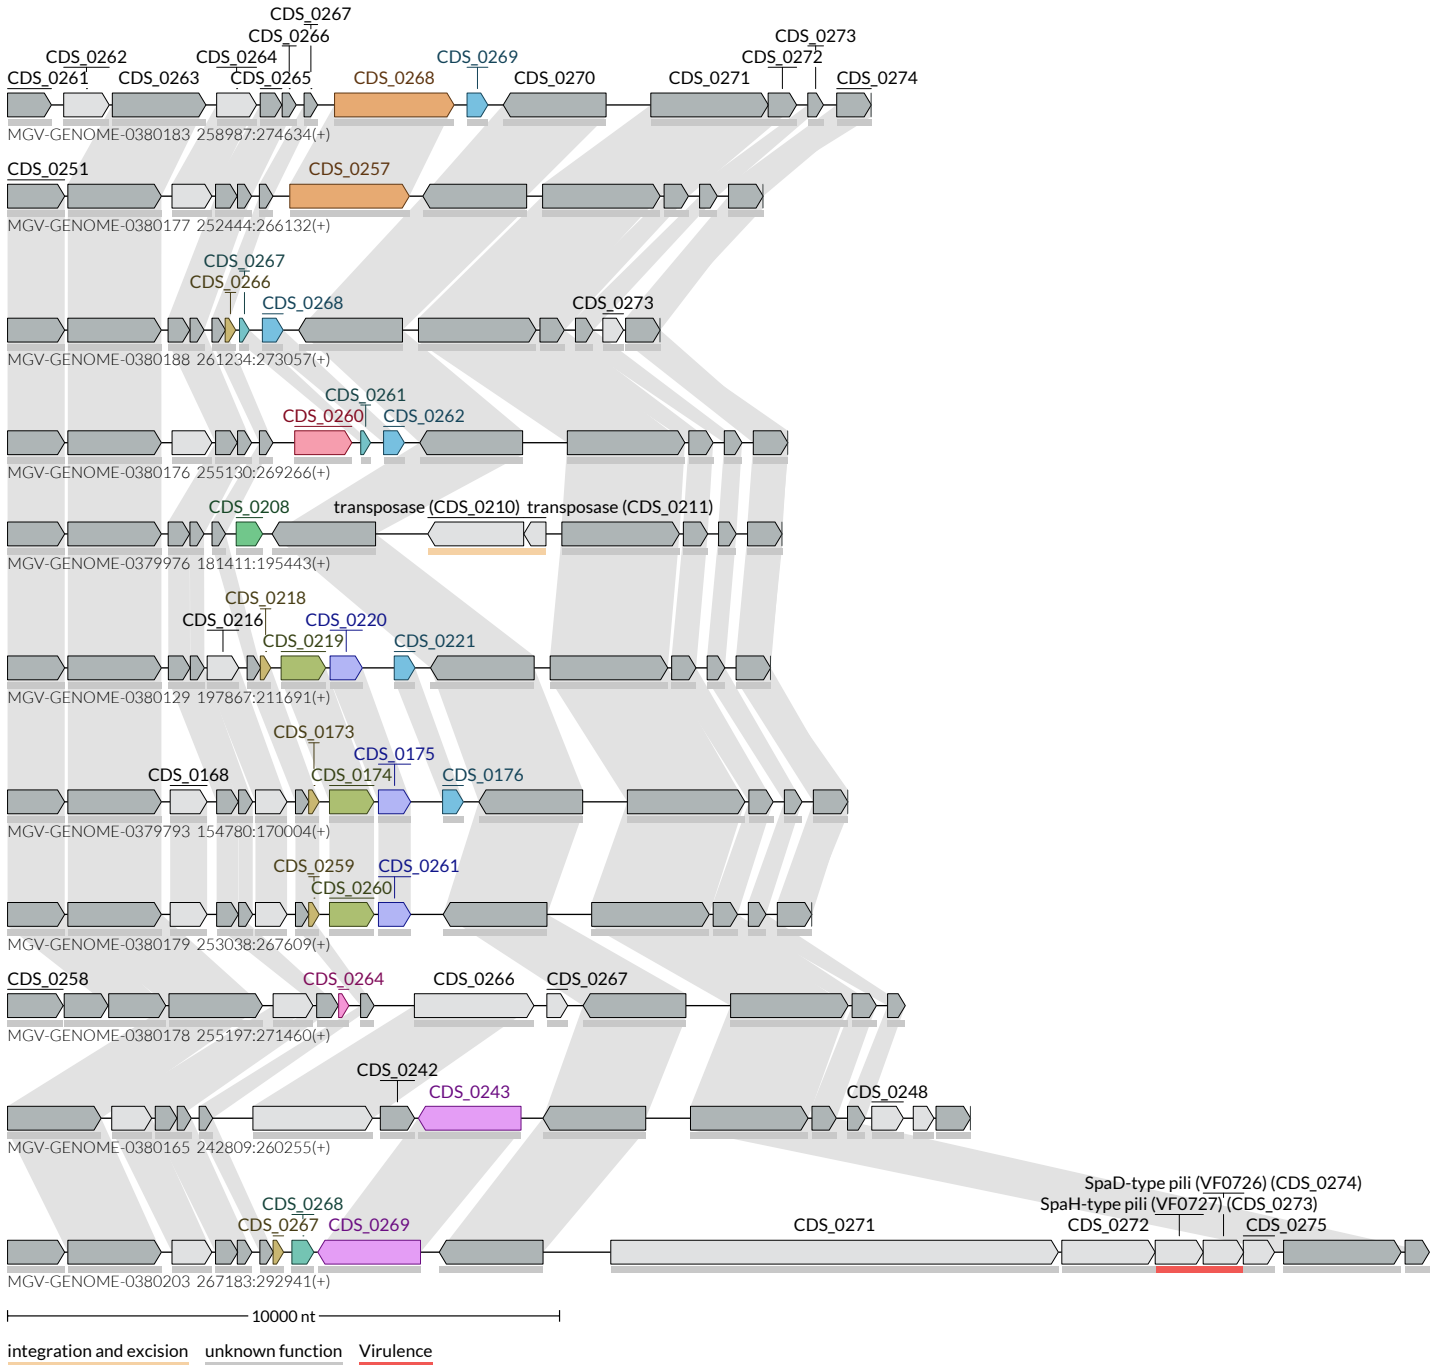 CDS_0267
CDS_0266 CDS_0273
CDS_0262 CDS_0264 CDS_0269 CDS_0272
CDS_0261 CDS_0263 CDS_0265 CDS_0268 CDS_0270 CDS_0271 CDS_0274
MGV-GENOME-0380183 258987:274634(+)
CDS_0251 CDS_0257
MGV-GENOME-0380177 252444:266132(+)
CDS_0267
CDS_0266
CDS_0268 CDS_0273
MGV-GENOME-0380188 261234:273057(+)
CDS_0261
CDS_0260 CDS_0262
MGV-GENOME-0380176 255130:269266(+)
CDS_0208 transposase (CDS_0210) transposase (CDS_0211)
MGV-GENOME-0379976 181411:195443(+)
CDS_0218
CDS_0216 CDS_0220
CDS_0219 CDS_0221
MGV-GENOME-0380129 197867:211691(+)
CDS_0173
CDS_0175
CDS_0168 CDS_0174 CDS_0176
MGV-GENOME-0379793 154780:170004(+)
CDS_0259 CDS_0261
CDS_0260
MGV-GENOME-0380179 253038:267609(+)
CDS_0258 CDS_0264 CDS_0266 CDS_0267
MGV-GENOME-0380178 255197:271460(+)
CDS_0242
CDS_0243 CDS_0248
MGV-GENOME-0380165 242809:260255(+)
SpaD-type pili (VF0726) (CDS_0274)
CDS_0268 SpaH-type pili (VF0727) (CDS_0273)
CDS_0267 CDS_0269 CDS_0271 CDS_0272 CDS_0275
MGV-GENOME-0380203 267183:292941(+)
10000 nt
integration and excision unknown function Virulence